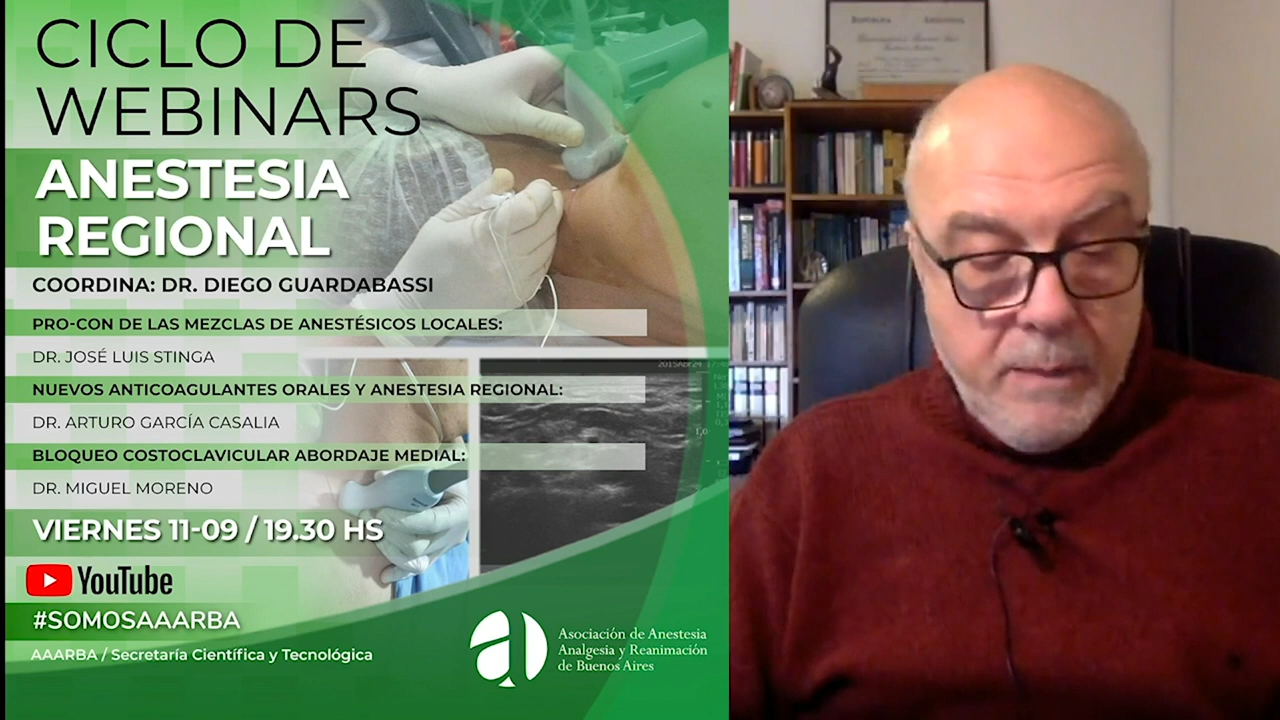 CICLO DE
WEBINARS
ANESTESIA
REGIONAL
COORDINA: DR. DIEGO GUARDABASSI
PRO-CON DE LAS MEZCLAS DE ANESTÉSICOS LOCALES:
DR. JOSÉ LUIS STINGA
NUEVOS ANTICOAGULANTES ORALES Y ANESTESIA REGIONAL:
DR. ARTURO GARCÍA CASALIA
BLOQUEO COSTOCLAVICULAR ABORDAJE MEDIAL:
DR. MIGUEL MORENO
VIERNES 11-09 / 19.30 HS
YouTube
#SOMOSAAARBA
AAARBA / Secretaría Científica y Tecnológica
Asociación de Anestesia
Analgesia y Reanimación
de Buenos Aires